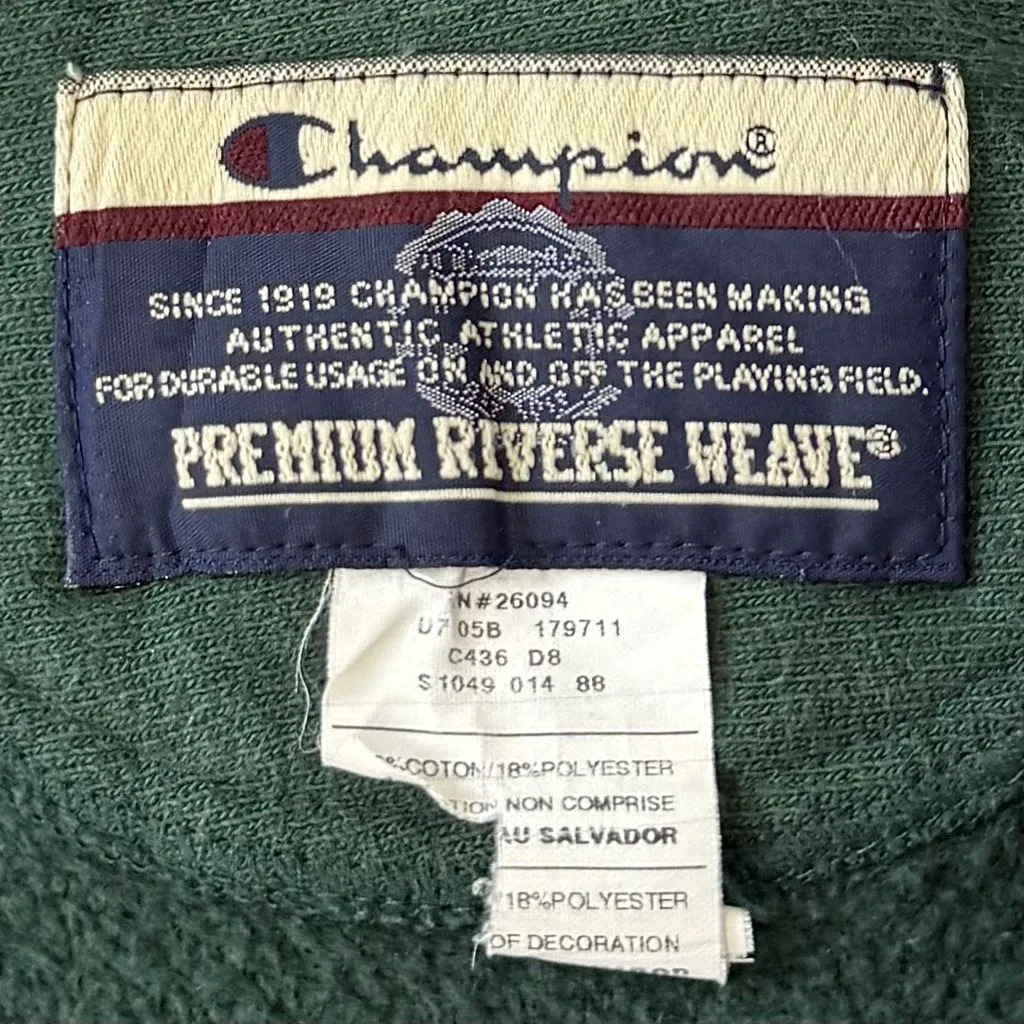 Champion®
SINCE 1919 CHAMPION HAS BEEN MAKING
AUTHENTIC ATHLETIC APPAREL
FOR DURABLE USAGE ON AND OFF THE PLAYING FIELD.
PREMIUM REVERSE WEAVE®
N#26094
05B 179711
C436 D8
S1049 014 88
%COTON/18%POLYESTER
TION NON COMPRISE
AU SALVADOR
/18%POLYESTER
OF DECORATION